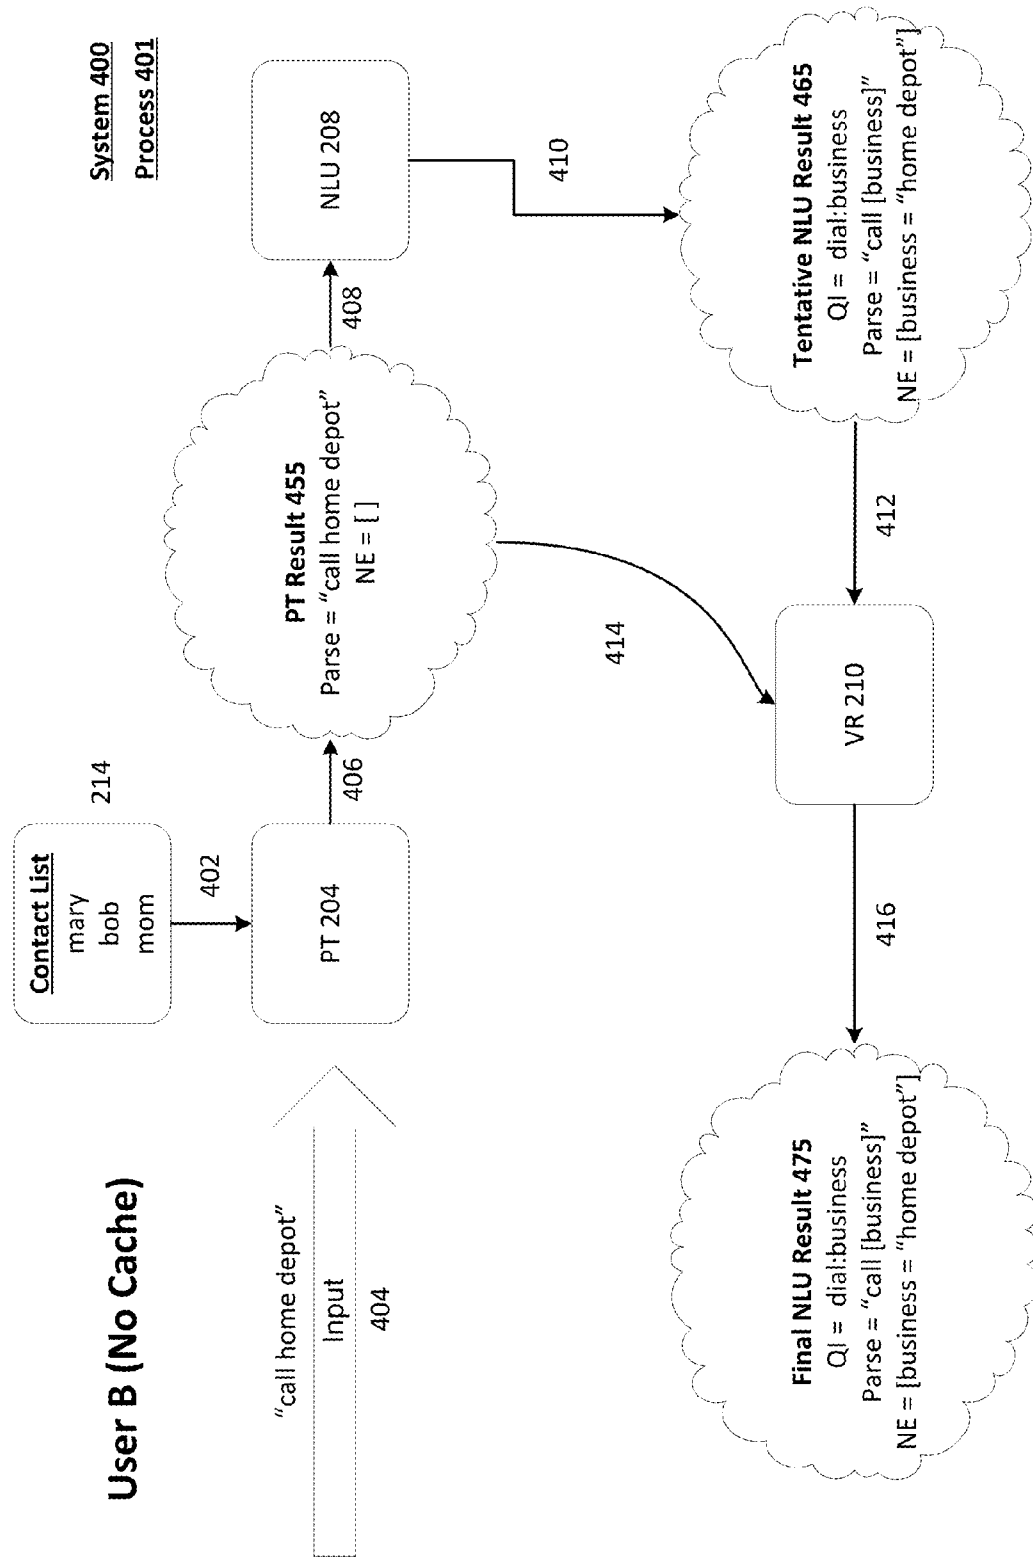 User B (No Cache)
System 400
Process 401
Contact List
mary
bob
mom
214
402
"call home depot"
Input
404
PT 204
406
PT Result 455
Parse = "call home depot"
NE = [ ]
408
NLU 208
410
414
Tentative NLU Result 465
QI = dial:business
Parse = "call [business]"
NE = [business = "home depot"]
412
VR 210
416
Final NLU Result 475
QI = dial:business
Parse = "call [business]"
NE = [business = "home depot"]